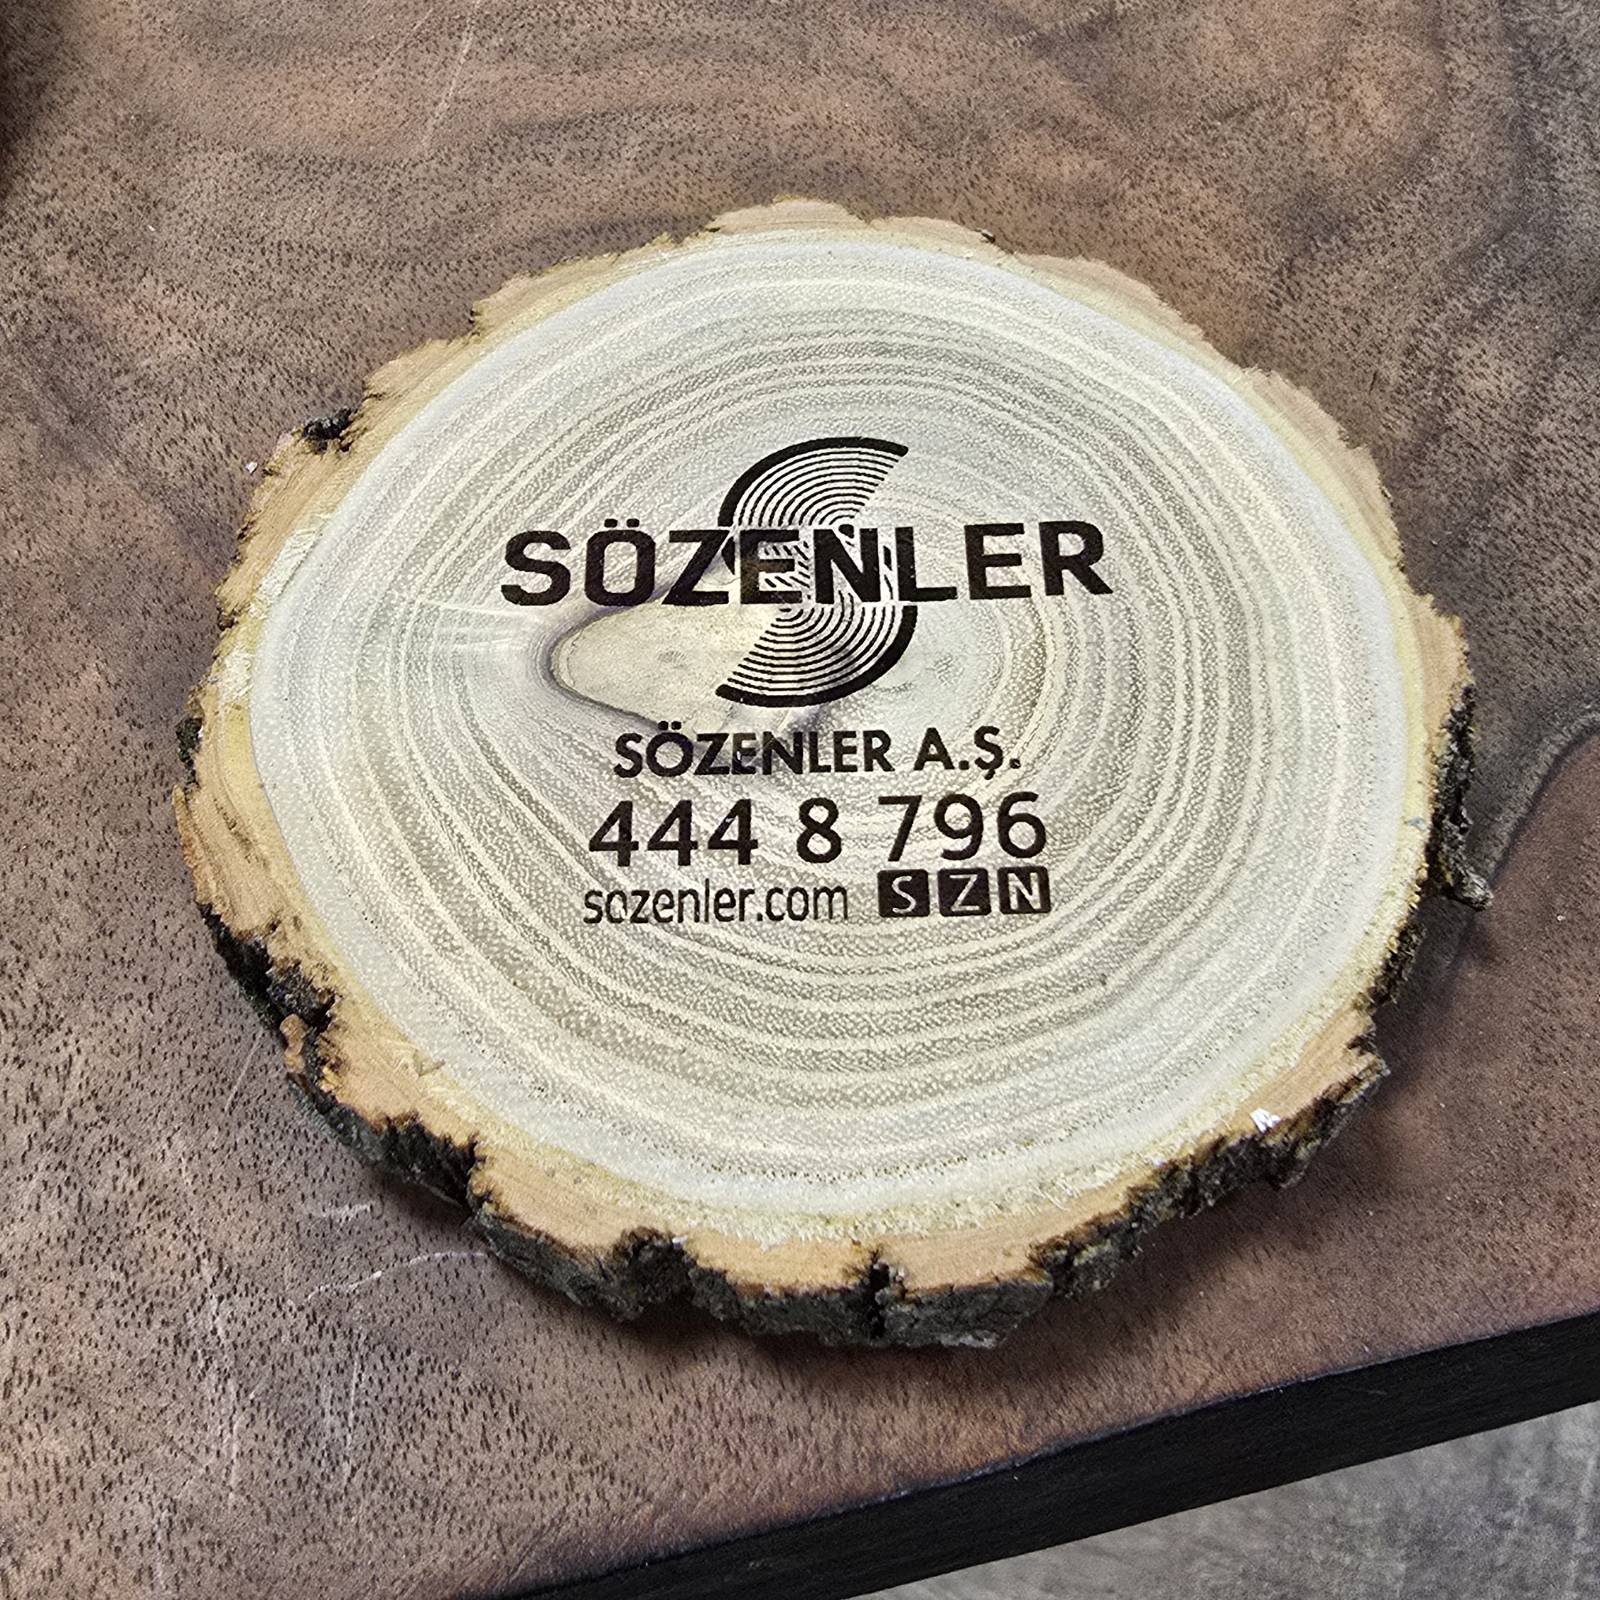 SÖZENLER
SÖZENLER A.Ş.
444 8 796
sozenler.com SZN